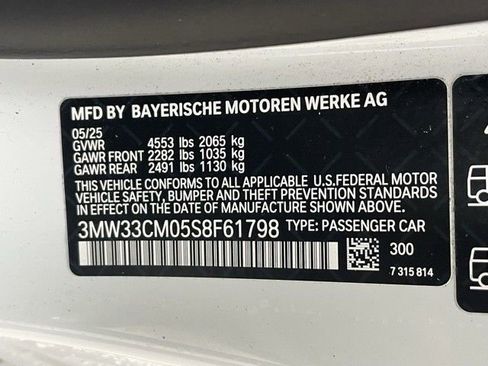 MFD BY BAYERISCHE MOTOREN WERKE AG
05/25
GVWR 4553 lbs 2065 kg
GAWR FRONT 2282 lbs 1035 kg
GAWR REAR 2491 lbs 1130 kg
THIS VEHICLE CONFORMS TO ALL APPLICABLE U.S.FEDERAL MOTOR
VEHICLE SAFETY, BUMPER AND THEFT PREVENTION STANDARDS
IN EFFECT ON THE DATE OF MANUFACTURE SHOWN ABOVE.
3MW33CM05S8F61798 TYPE: PASSENGER CAR
300
7 315 814